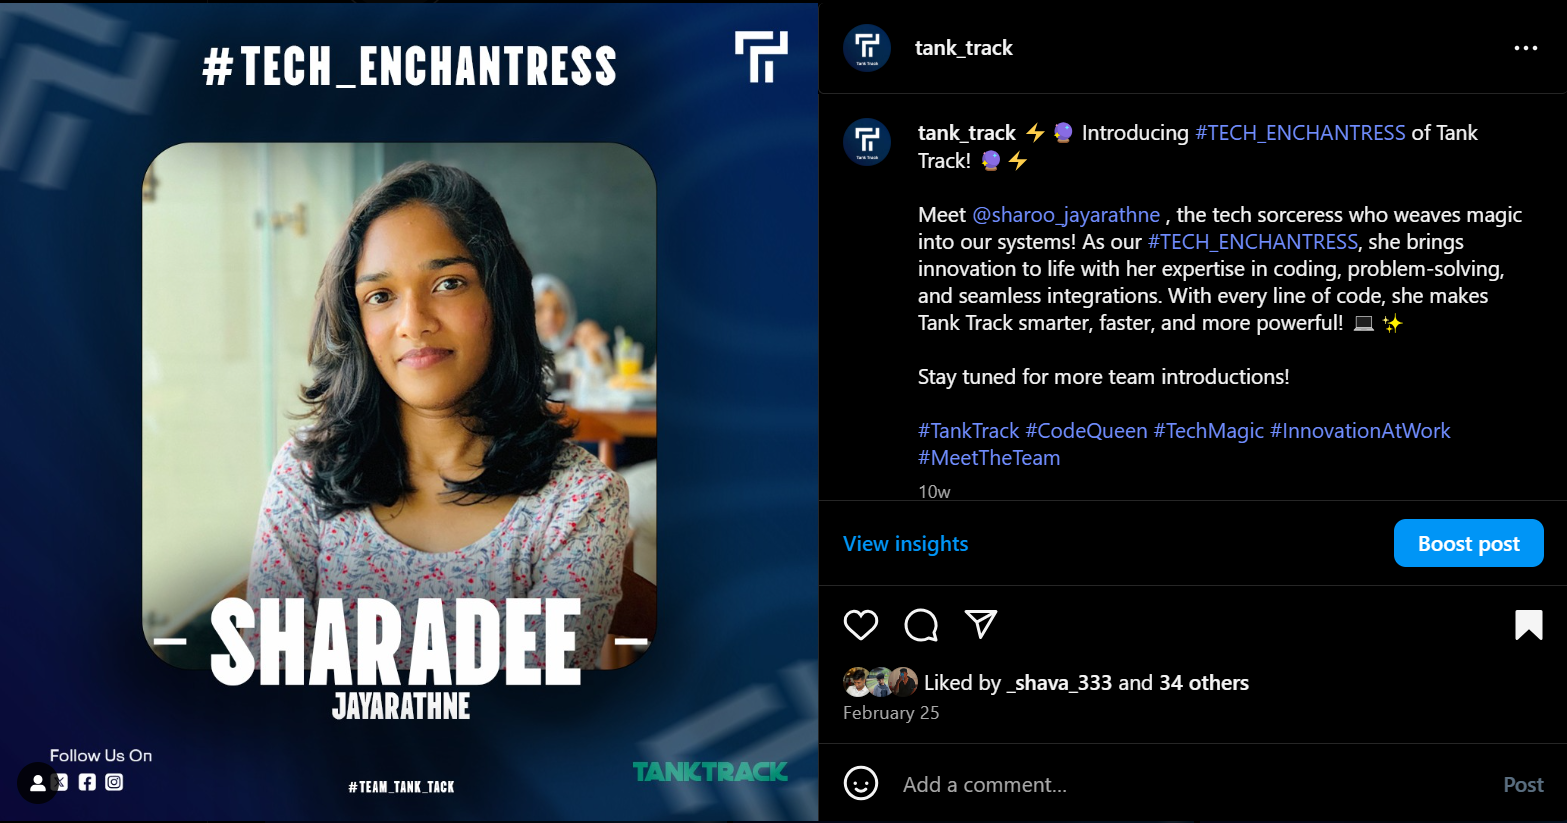 #TECH_ENCHANTRESS
SHARADEE
JAYARATHNE
Follow Us On
#TEAM_TANK_TACK
TANKTRACK
Tank Track
tank_track
Tank Track
tank_track ⚡🔮 Introducing #TECH_ENCHANTRESS of Tank
Track! 🔮⚡
Meet @sharoo_jayarathne , the tech sorceress who weaves magic
into our systems! As our #TECH_ENCHANTRESS, she brings
innovation to life with her expertise in coding, problem-solving,
and seamless integrations. With every line of code, she makes
Tank Track smarter, faster, and more powerful! 💻✨
Stay tuned for more team introductions!
#TankTrack #CodeQueen #TechMagic #InnovationAtWork
#MeetTheTeam
10w
View insights
Boost post
Liked by _shava_333 and 34 others
February 25
Add a comment...
Post